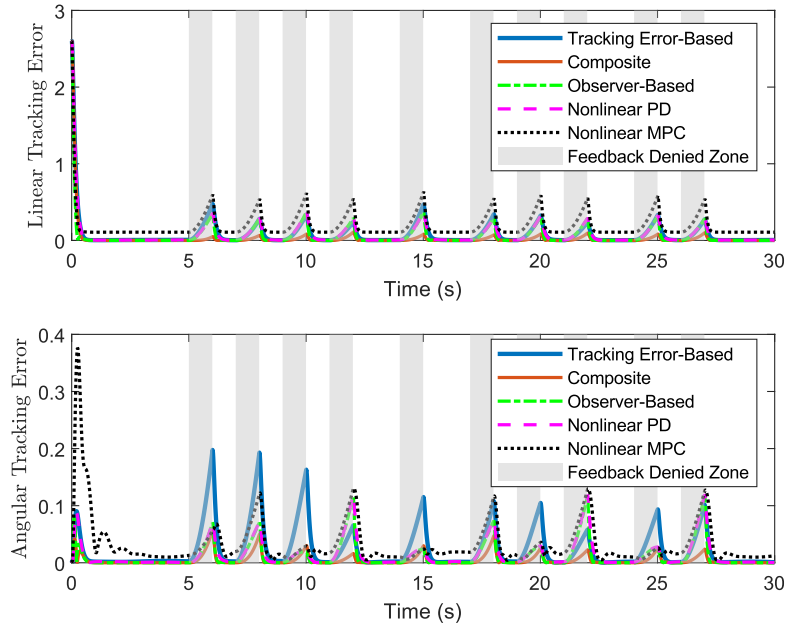 3
2
1
0
Linear Tracking Error
Tracking Error-Based
Composite
Observer-Based
Nonlinear PD
Nonlinear MPC
Feedback Denied Zone
0 5 10 15 20 25 30
Time (s)
0.4
0.3
0.2
0.1
0
Angular Tracking Error
Tracking Error-Based
Composite
Observer-Based
Nonlinear PD
Nonlinear MPC
Feedback Denied Zone
0 5 10 15 20 25 30
Time (s)